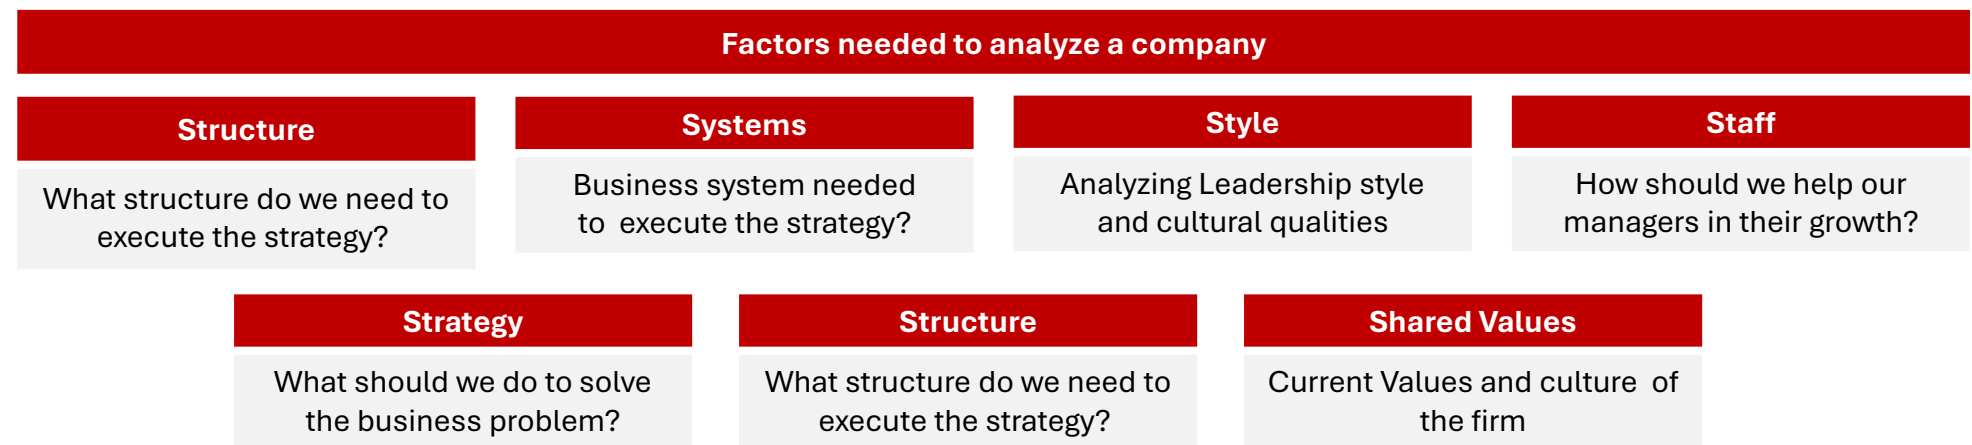 Factors needed to analyze a company
Structure
What structure do we need to
execute the strategy?
Systems
Business system needed
to  execute the strategy?
Style
Analyzing Leadership style
and cultural qualities
Staff
How should we help our
managers in their growth?
Strategy
What should we do to solve
the business problem?
Structure
What structure do we need to
execute the strategy?
Shared Values
Current Values and culture  of
the firm